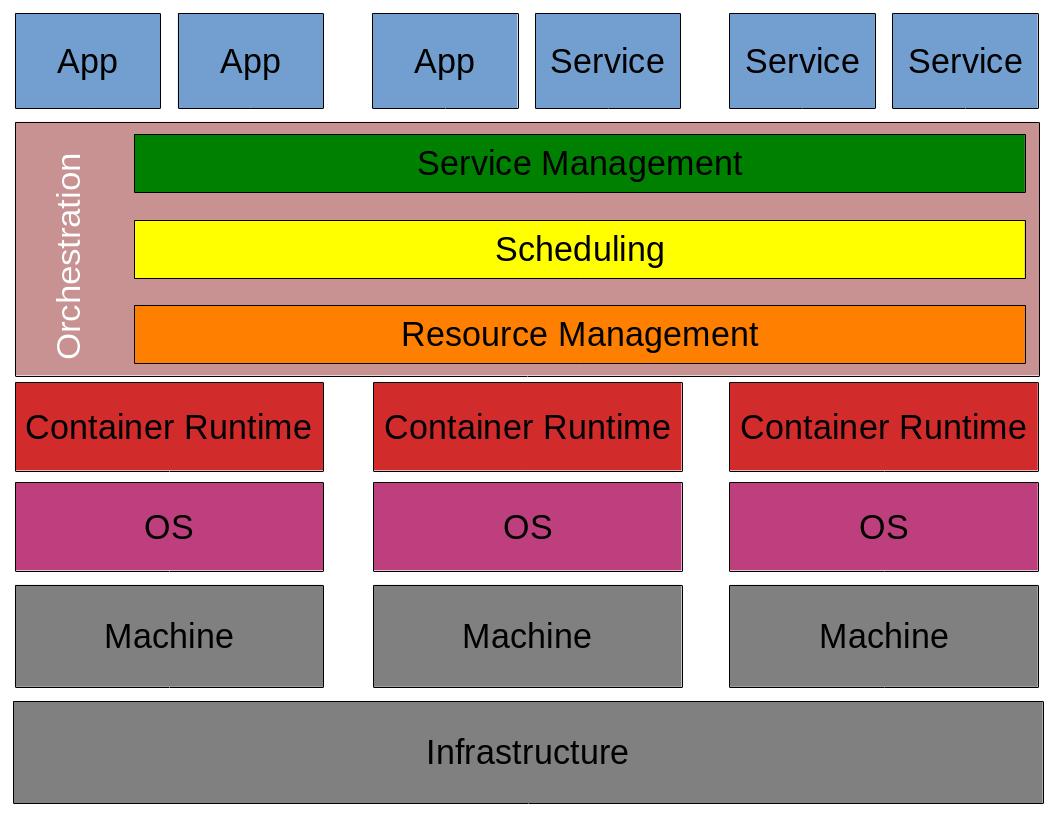 App
App
App
Service
Service
Service
Orchestration
Service Management
Scheduling
Resource Management
Container Runtime
Container Runtime
Container Runtime
OS
OS
OS
Machine
Machine
Machine
Infrastructure